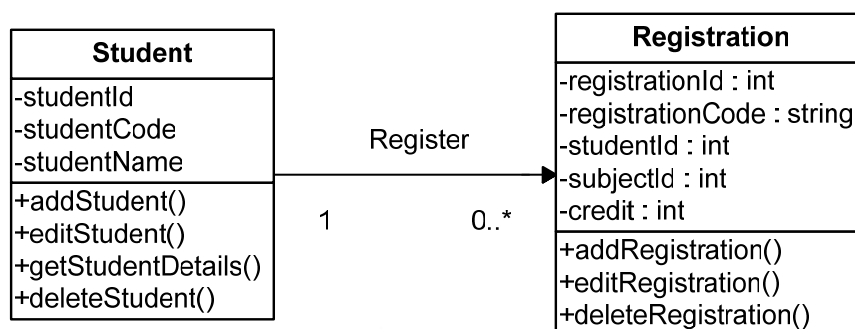 Student
-studentId
-studentCode
-studentName
+addStudent()
+editStudent()
+getStudentDetails()
+deleteStudent()
Register
1
0..*
Registration
-registrationId : int
-registrationCode : string
-studentId : int
-subjectId : int
-credit : int
+addRegistration()
+editRegistration()
+deleteRegistration()